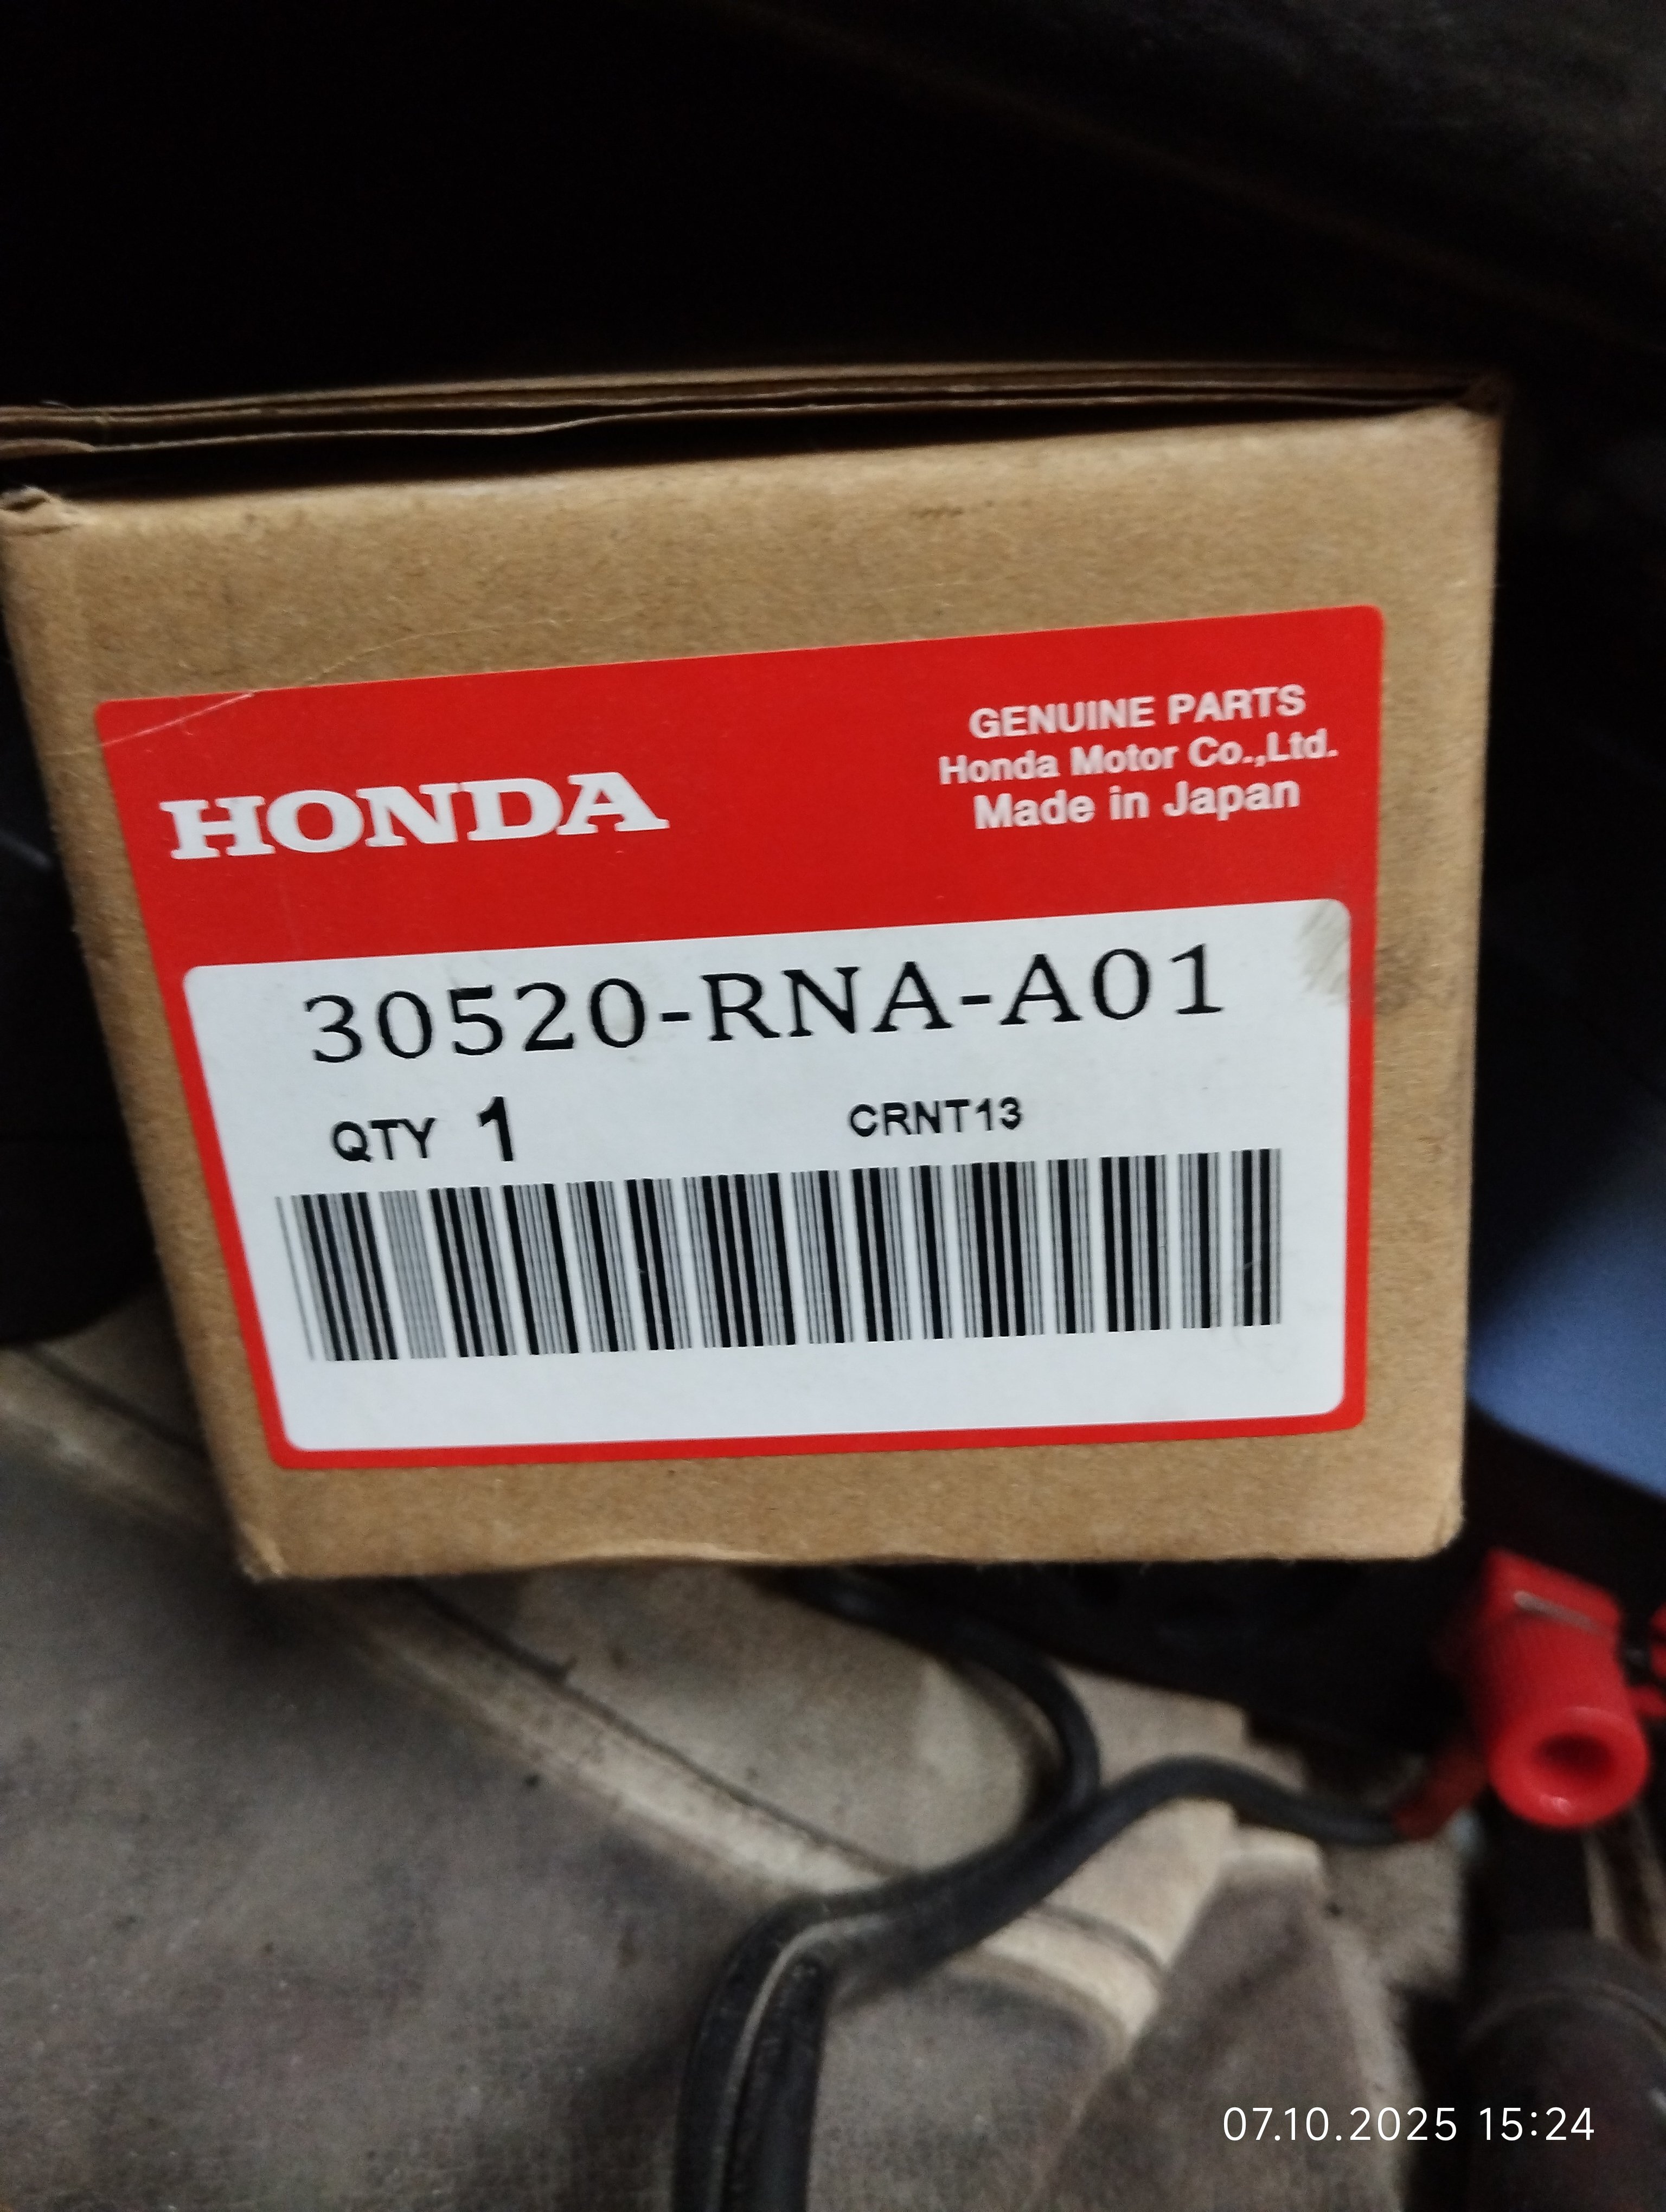 HONDA
GENUINE PARTS
Honda Motor Co.,Ltd.
Made in Japan
30520-RNA-A01
QTY 1 CRNT13
07.10.2025 15:24